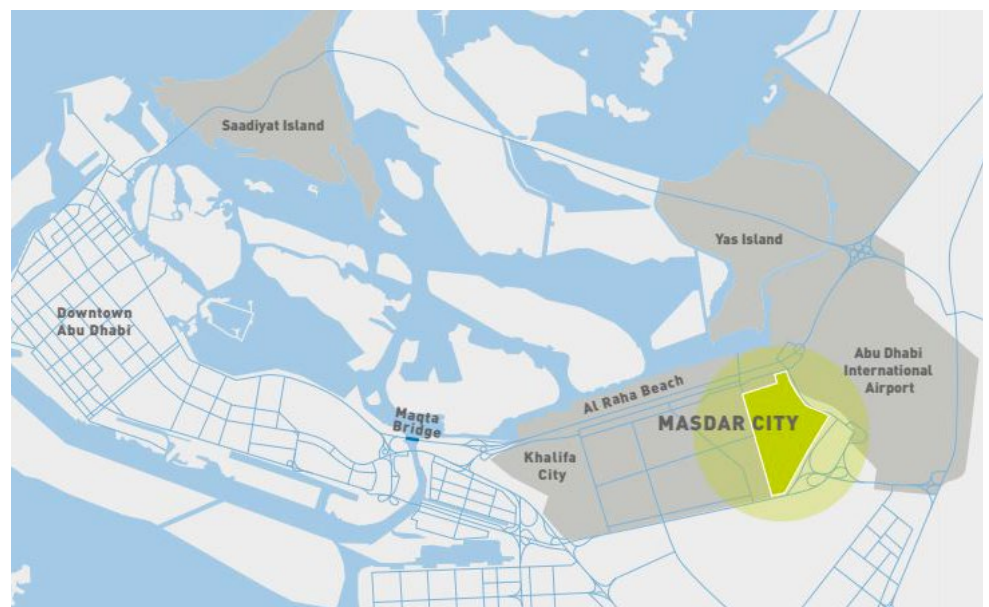 Saadiyat Island
Yas Island
Downtown
Abu Dhabi
Abu Dhabi
International
Airport
Al Raha Beach
Maqta
Bridge
MASDAR CITY
Khalifa
City